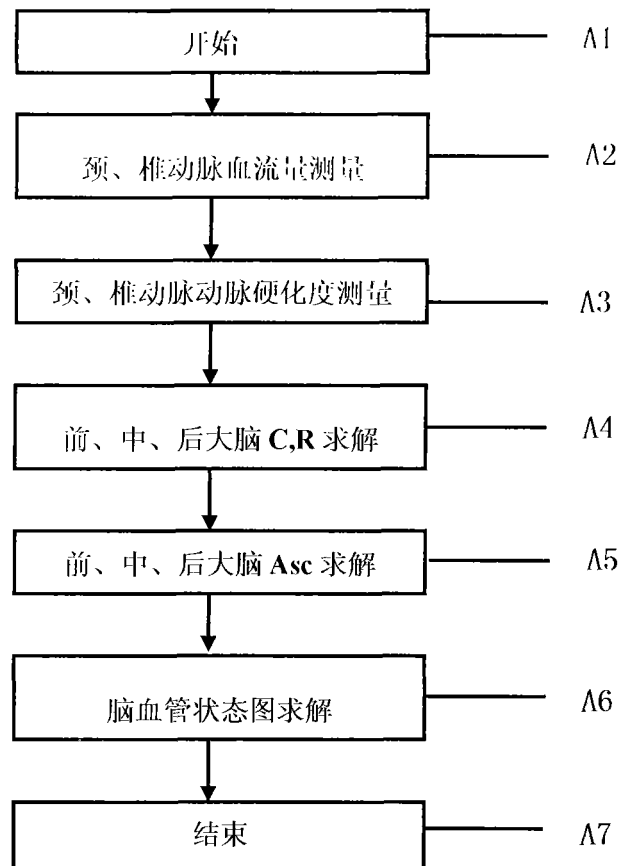 开始 A1
颈、椎动脉血流量测量 A2
颈、椎动脉动脉硬化度测量 A3
前、中、后大脑 C,R 求解 A4
前、中、后大脑 Asc 求解 A5
脑血管状态图求解 A6
结束 A7